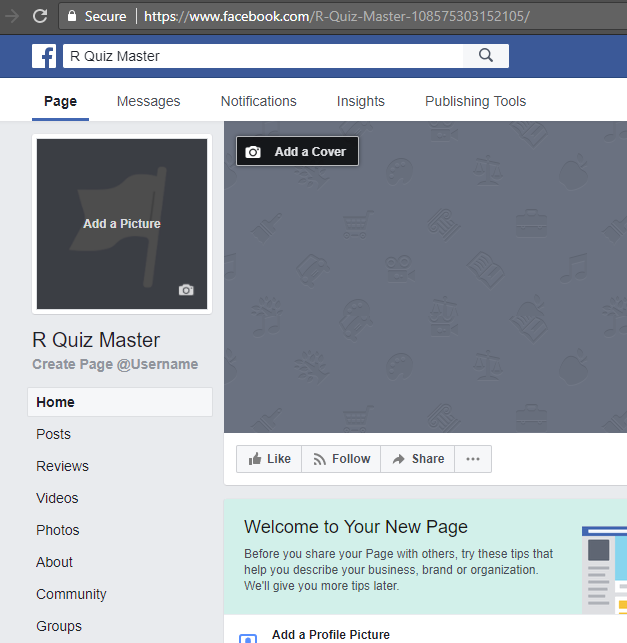 Secure https://www.facebook.com/R-Quiz-Master-108575303152105/
f R Quiz Master
Page Messages Notifications Insights Publishing Tools
Add a Cover
Add a Picture
R Quiz Master
Create Page @Username
Home
Posts
Reviews
Videos
Photos
About
Community
Groups
Like Follow Share ...
Welcome to Your New Page
Before you share your Page with others, try these tips that
help you describe your business, brand or organization.
We'll give you more tips later.
Add a Profile Picture